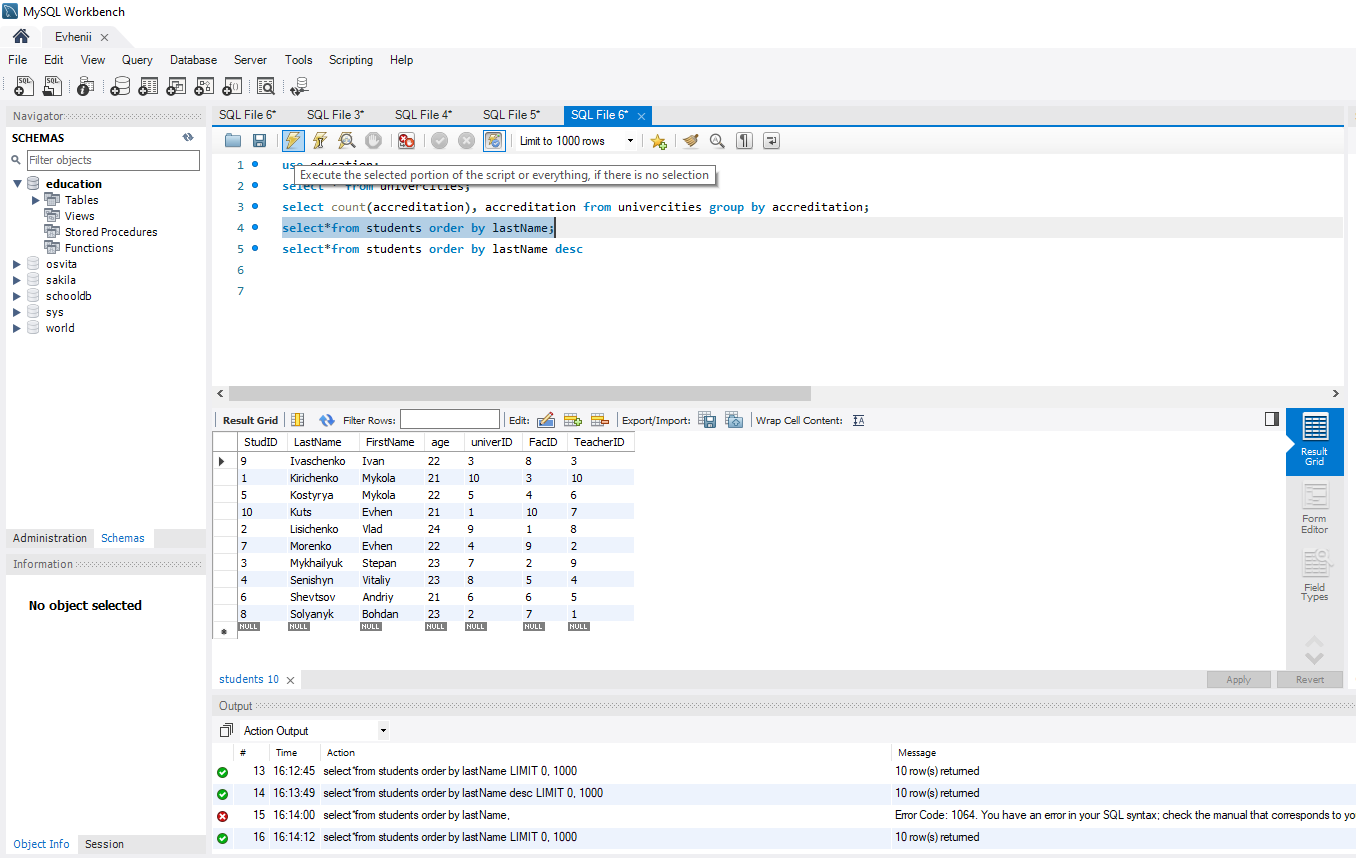 MySQL Workbench
Evhenii
File Edit View Query Database Server Tools Scripting Help
Navigator
SCHEMAS
Filter objects
education
Tables
Views
Stored Procedures
Functions
osvita
sakila
schooldb
sys
world
Administration Schemas
Information
No object selected
Object Info Session
SQL File 6* SQL File 3* SQL File 4* SQL File 5* SQL File 6*
Limit to 1000 rows
1 use education;
Execute the selected portion of the script or everything, if there is no selection
2 select * from univercities;
3 select count(accreditation), accreditation from univercities group by accreditation;
4 select*from students order by lastName;
5 select*from students order by lastName desc
6
7
Result Grid Filter Rows: Edit: Export/Import: Wrap Cell Content:
StudID LastName FirstName age univerID FacID TeacherID
9 Ivaschenko Ivan 22 3 8 3
1 Kirichenko Mykola 21 10 3 10
5 Kostyrya Mykola 22 5 4 6
10 Kuts Evhen 21 1 10 7
2 Lisichenko Vlad 24 9 1 8
7 Morenko Evhen 22 4 9 2
3 Mykhailyuk Stepan 23 7 2 9
4 Senishyn Vitaliy 23 8 5 4
6 Shevtsov Andriy 21 6 6 5
8 Solyanyk Bohdan 23 2 7 1
NULL NULL NULL NULL NULL NULL NULL
Result
Grid
Form
Editor
Field
Types
students 10 Apply Revert
Output
Action Output
# Time Action Message
13 16:12:45 select*from students order by lastName LIMIT 0, 1000 10 row(s) returned
14 16:13:49 select*from students order by lastName desc LIMIT 0, 1000 10 row(s) returned
15 16:14:00 select*from students order by lastName, Error Code: 1064. You have an error in your SQL syntax; check the manual that corresponds to yo
16 16:14:12 select*from students order by lastName LIMIT 0, 1000 10 row(s) returned